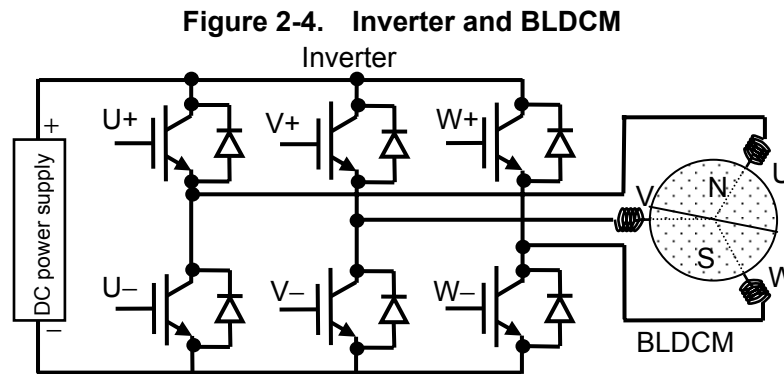 Figure 2-4. Inverter and BLDCM
Inverter
+
DC power supply
−
U+
V+
W+
U−
V−
W−
U
V
N
S
W
BLDCM